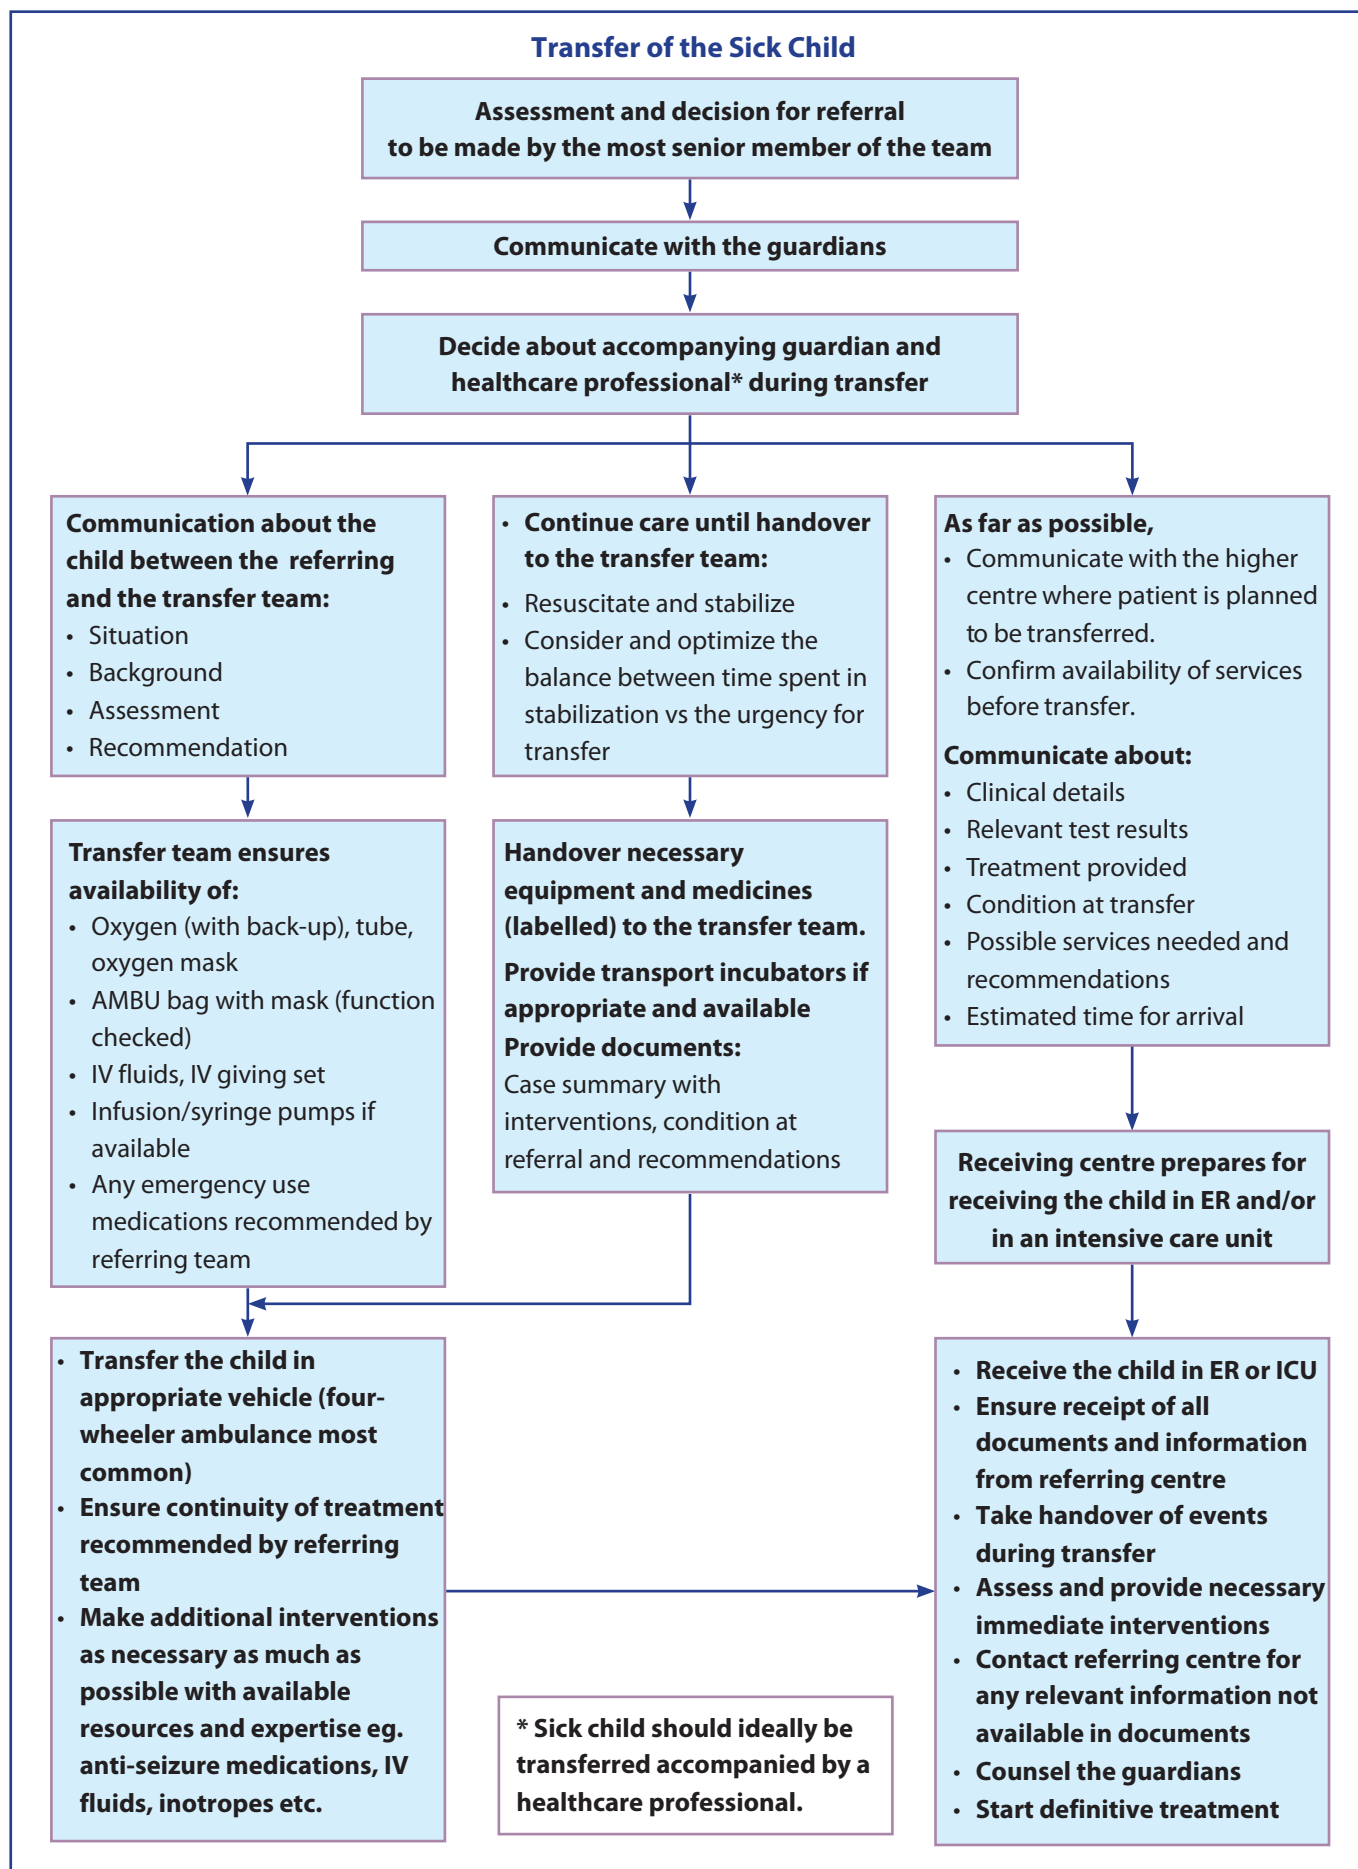 Transfer of the Sick Child
Assessment and decision for referral
to be made by the most senior member of the team
Communicate with the guardians
Decide about accompanying guardian and
healthcare professional* during transfer
Communication about the
child between the referring
and the transfer team:
• Situation
• Background
• Assessment
• Recommendation
• Continue care until handover
to the transfer team:
• Resuscitate and stabilize
• Consider and optimize the
balance between time spent in
stabilization vs the urgency for
transfer
As far as possible,
• Communicate with the higher
centre where patient is planned
to be transferred.
• Confirm availability of services
before transfer.
Communicate about:
• Clinical details
• Relevant test results
• Treatment provided
• Condition at transfer
• Possible services needed and
recommendations
• Estimated time for arrival
Transfer team ensures
availability of:
• Oxygen (with back-up), tube,
oxygen mask
• AMBU bag with mask (function
checked)
• IV fluids, IV giving set
• Infusion/syringe pumps if
available
• Any emergency use
medications recommended by
referring team
Handover necessary
equipment and medicines
(labelled) to the transfer team.
Provide transport incubators if
appropriate and available
Provide documents:
Case summary with
interventions, condition at
referral and recommendations
Receiving centre prepares for
receiving the child in ER and/or
in an intensive care unit
• Transfer the child in
appropriate vehicle (four-
wheeler ambulance most
common)
• Ensure continuity of treatment
recommended by referring
team
• Make additional interventions
as necessary as much as
possible with available
resources and expertise eg.
anti-seizure medications, IV
fluids, inotropes etc.
* Sick child should ideally be
transferred accompanied by a
healthcare professional.
• Receive the child in ER or ICU
• Ensure receipt of all
documents and information
from referring centre
• Take handover of events
during transfer
• Assess and provide necessary
immediate interventions
• Contact referring centre for
any relevant information not
available in documents
• Counsel the guardians
• Start definitive treatment